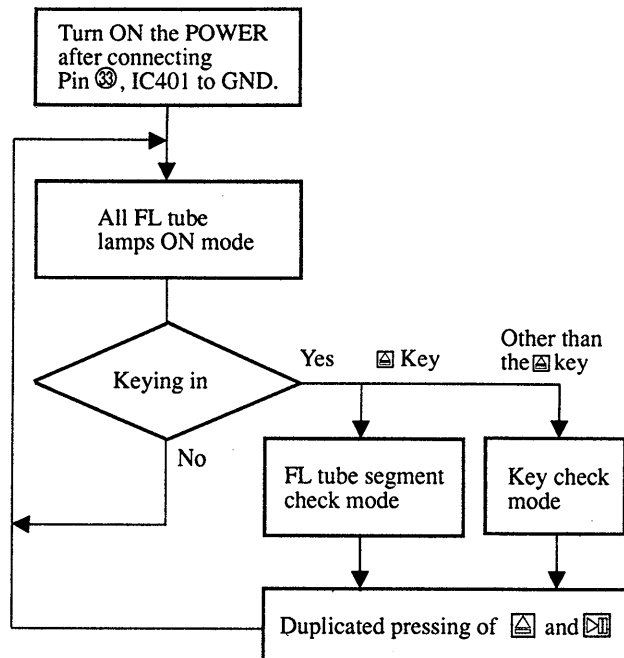 Turn ON the POWER
after connecting
Pin ㉝, IC401 to GND.
All FL tube
lamps ON mode
Keying in
Yes ⏏ Key
Other than
the ⏏ key
No
FL tube segment
check mode
Key check
mode
Duplicated pressing of ⏏ and ⏯